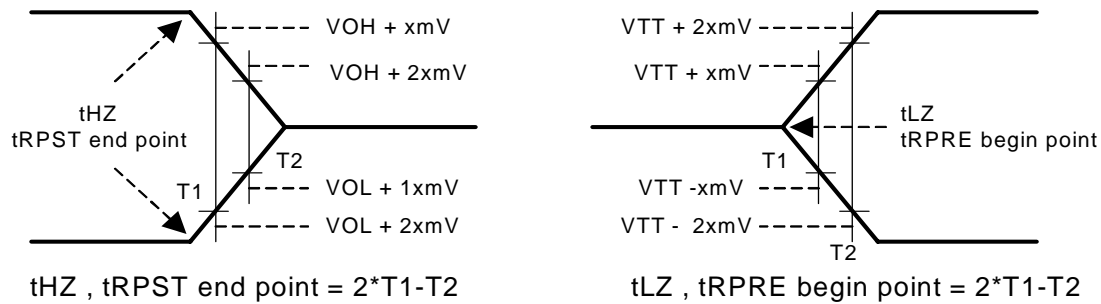 VOH + xmV
VOH + 2xmV
tHZ
tRPST end point
T1
T2
VOL + 1xmV
VOL + 2xmV
tHZ , tRPST end point = 2*T1-T2
VTT + 2xmV
VTT + xmV
tLZ
tRPRE begin point
T1
VTT -xmV
VTT - 2xmV
T2
tLZ , tRPRE begin point = 2*T1-T2